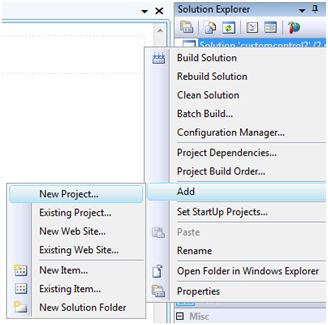 Solution Explorer
Solution 'customcontrol2' (2
Build Solution
Rebuild Solution
Clean Solution
Batch Build...
Configuration Manager...
Project Dependencies...
Project Build Order...
Add
Set StartUp Projects...
Paste
Rename
Open Folder in Windows Explorer
Properties
New Project...
Existing Project...
New Web Site...
Existing Web Site...
New Item...
Existing Item...
New Solution Folder
Misc